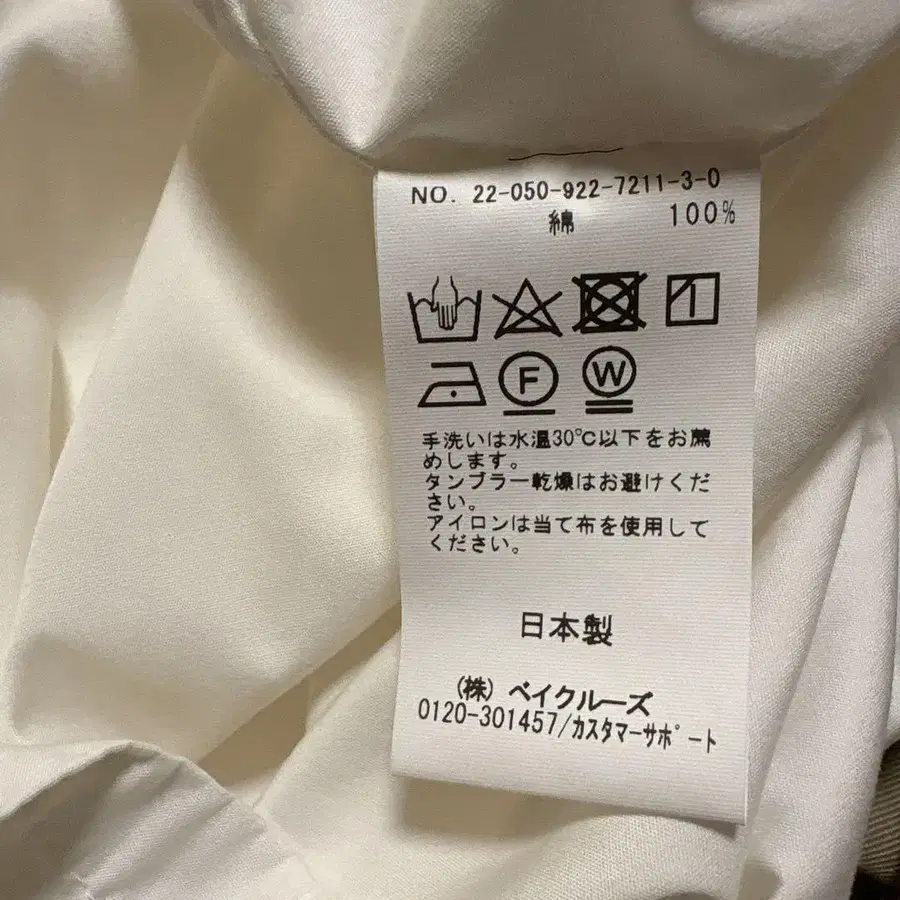 NO. 22-050-922-7211-3-0
綿 100%
F W
手洗いは水温30℃以下をお薦
めします。
タンブラー乾燥はお避けくだ
さい。
アイロンは当て布を使用して
ください。
日本製
(株) ベイクルーズ
0120-301457/カスタマーサポート